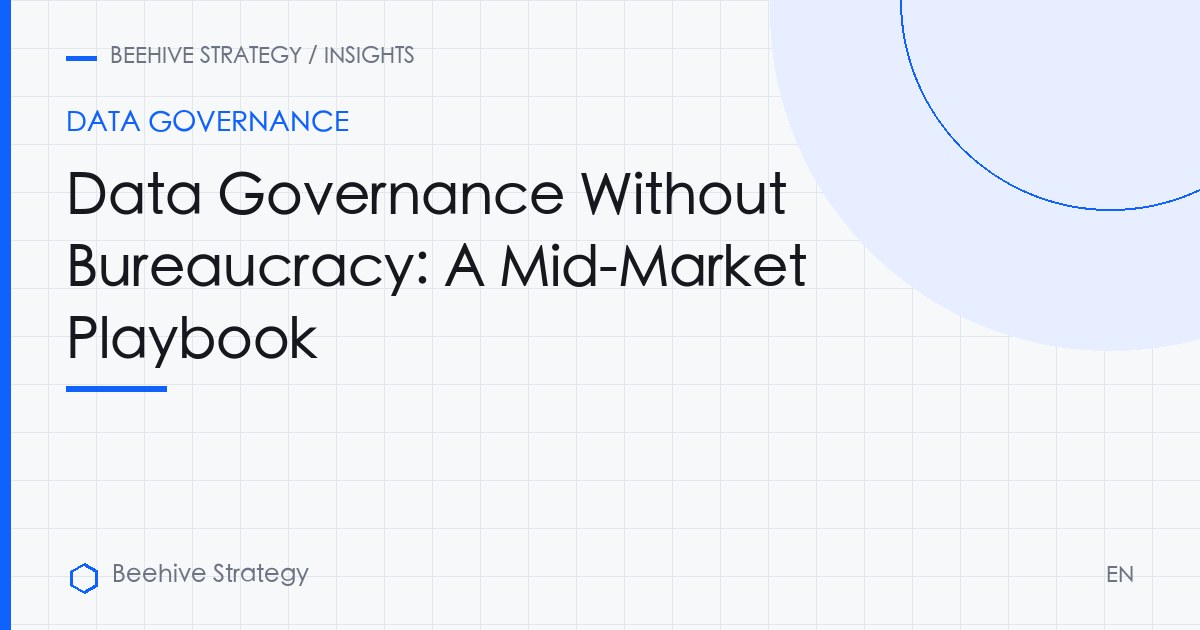 BEEHIVE STRATEGY / INSIGHTS
DATA GOVERNANCE
Data Governance Without
Bureaucracy: A Mid-Market
Playbook
Beehive Strategy
EN